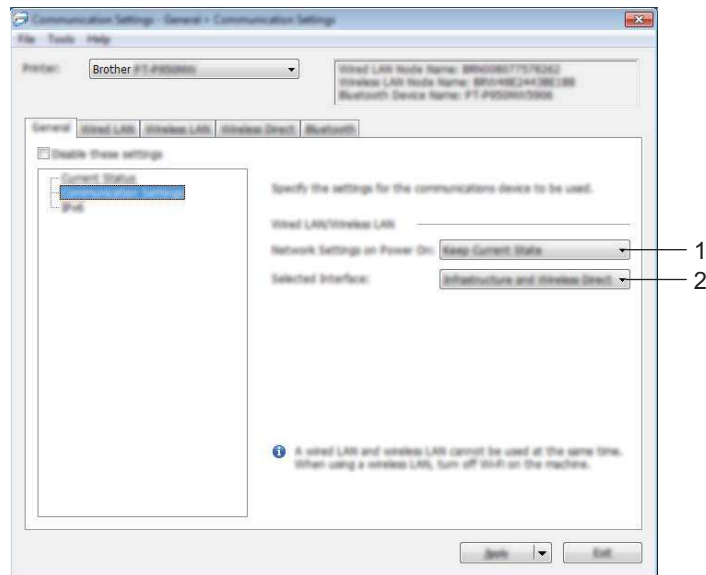 Communication Settings - General > Communication Settings
File Tools Help
Printer: Brother PT-P950NW
Wired LAN Node Name:
Wireless LAN Node Name:
Bluetooth Device Name:
General Wired LAN Wireless LAN Wireless Direct Bluetooth
Disable these settings
Current Status
Communication Settings
IPv6
Specify the settings for the communications device to be used.
Wired LAN/Wireless LAN
Network Settings on Power On: Keep Current State
1
Selected Interface: Infrastructure and Wireless Direct
2
A wired LAN and wireless LAN cannot be used at the same time.
When using a wireless LAN, turn off Wi-Fi on the machine.
Apply Exit